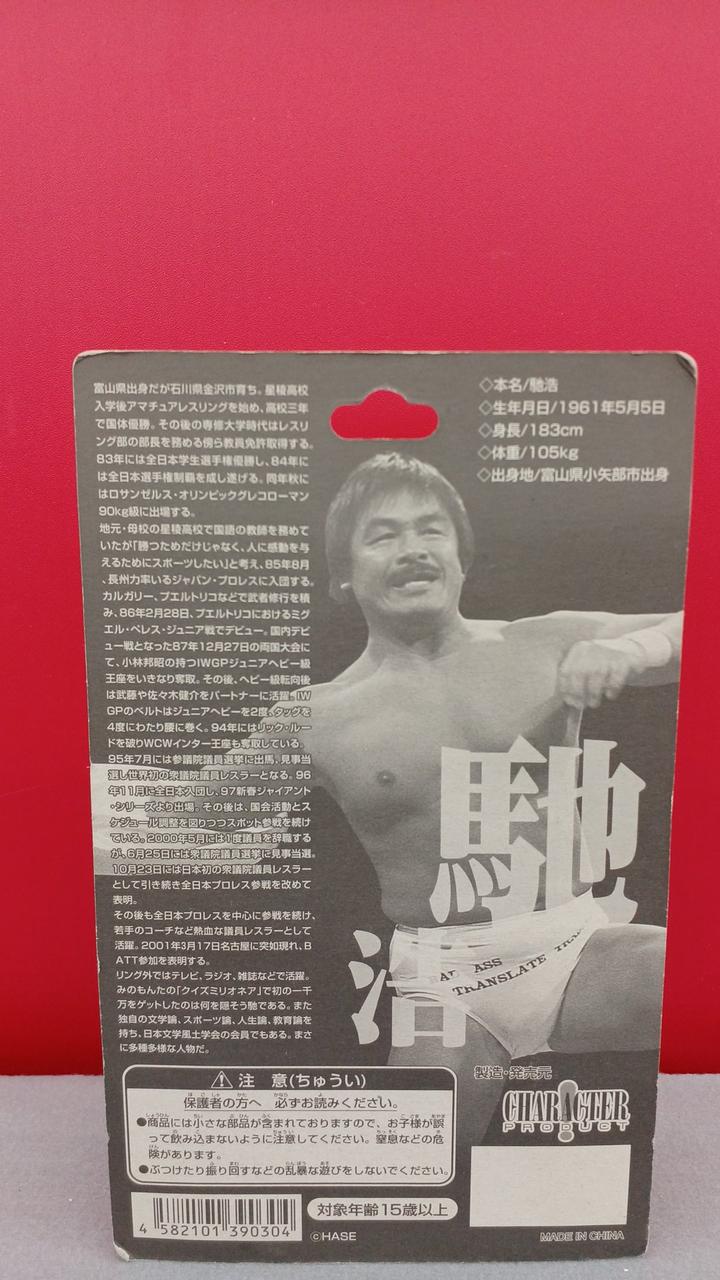 富山県出身だが石川県金沢市育ち。星稜高校
入学後アマチュアレスリングを始め、高校三年
で国体優勝。その後の専修大学時代はレスリ
ング部の部長を務める傍ら教員免許取得する。
83年には全日本学生選手権優勝し、84年に
は全日本選手権制覇を成し遂げる。同年秋に
はロサンゼルス・オリンピックグレコローマン
90kg級に出場する。
地元・母校の星稜高校で国語の教師を務めて
いたが「勝つためだけじゃなく、人に感動を与
えるためにスポーツしたい」と考え、85年8月
、長州力率いるジャパン・プロレスに入団する。
カルガリー、プエルトリコなどで武者修行を積
み、86年2月28日、プエルトリコにおけるミグ
エル・ペレス・ジュニア戦でデビュー。国内デビ
ュー戦となった87年12月27日の両国大会に
て、小林邦昭の持つIWGPジュニアヘビー級
王座をいきなり奪取。その後、ヘビー級転向後
は武藤や佐々木健介をパートナーに活躍。IW
GPのベルトはジュニアヘビーを2度、タッグを
4度にわたり腰に巻く。94年にはリック・ルー
ドを破りWCWインター王座も奪取している。
95年7月には参議院議員選挙に出馬、見事当
選し世界初の衆議院議員レスラーとなる。96
年11月に全日本入団し、97新春ジャイアント
・シリーズより出場。その後は、国会活動とス
ケジュール調整を図りつつスポット参戦を続け
ている。2000年5月には1度議員を辞職する
が、6月25日には衆議院議員選挙に見事当選。
10月23日には日本初の衆議院議員レスラー
として引き続き全日本プロレス参戦を改めて
表明。
その後も全日本プロレスを中心に参戦を続け、
若手のコーチなど熱血な議員レスラーとして
活躍。2001年3月17日名古屋に突如現れ、B
ATT参加を表明する。
リング外ではテレビ、ラジオ、雑誌などで活躍。
みのもんたの「クイズミリオネア」で初の一千
万をゲットしたのは何を隠そう馳である。また
独自の文学論、スポーツ論、人生論、教育論を
持ち、日本文学風土学会の会員でもある。まさ
に多種多様な人物だ。
◇本名/馳浩
◇生年月日/1961年5月5日
◇身長/183cm
◇体重/105kg
◇出身地/富山県小矢部市出身
馳
浩
BAD ASS
TRANSLATE
⚠注 意(ちゅうい)
保護者の方へ 必ずお読みください。
●商品には小さな部品が含まれておりますので、お子様が誤
って飲み込まないように注意してください。窒息などの危
険があります。
●ぶつけたり振り回すなどの乱暴な遊びをしないでください。
4 582101 390304
対象年齢15歳以上
©HASE
製造・発売元
CHARACTER
PRODUCT
MADE IN CHINA